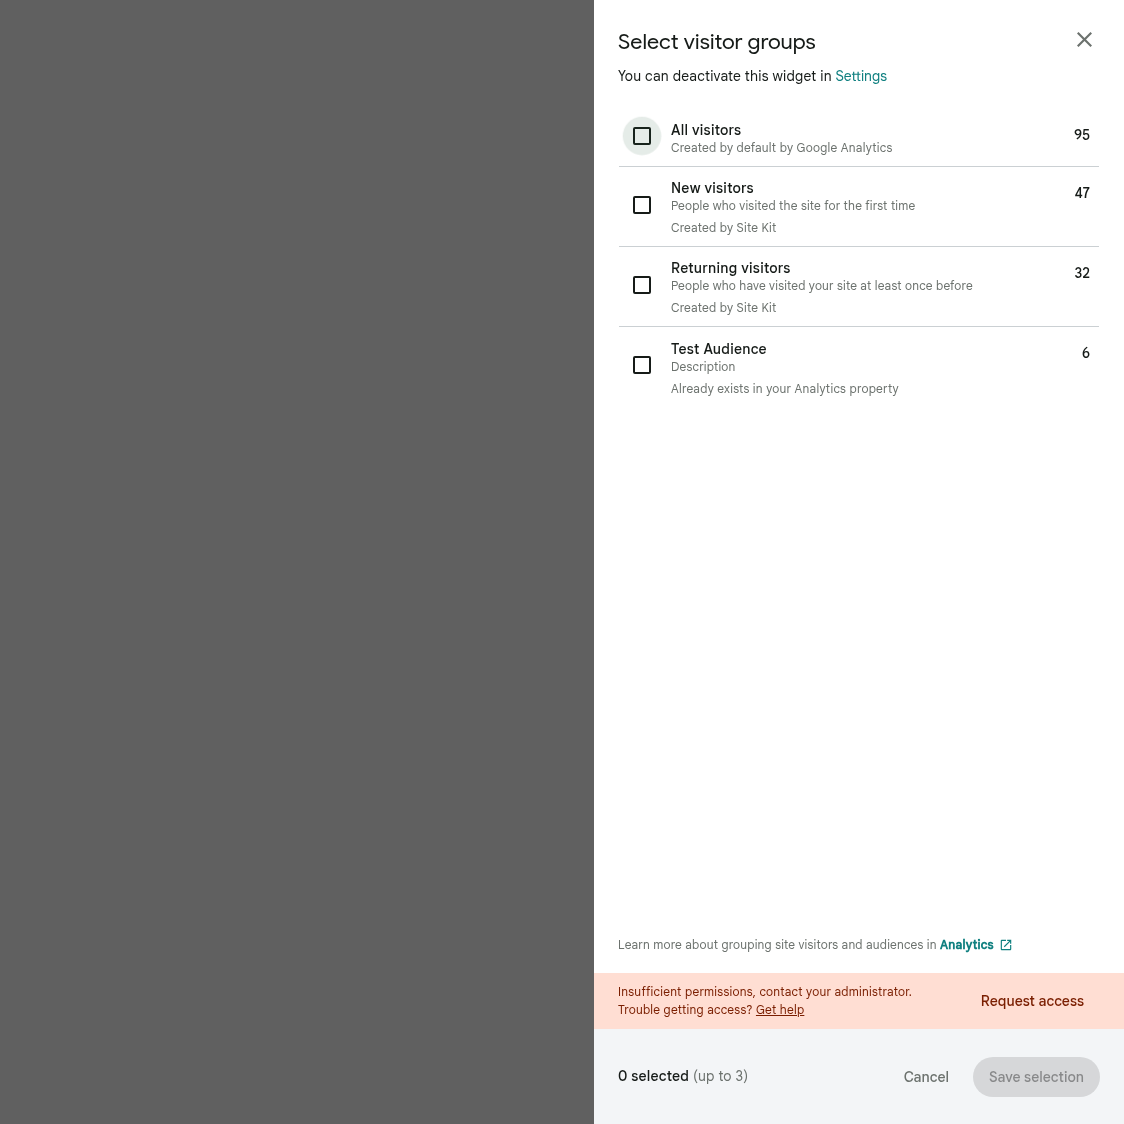 Select visitor groups
You can deactivate this widget in Settings
All visitors
95
Created by default by Google Analytics
New visitors
47
People who visited the site for the first time
Created by Site Kit
Returning visitors
32
People who have visited your site at least once before
Created by Site Kit
Test Audience
6
Description
Already exists in your Analytics property
Learn more about grouping site visitors and audiences in Analytics
Insufficient permissions, contact your administrator.
Trouble getting access? Get help
Request access
0 selected (up to 3)
Cancel
Save selection